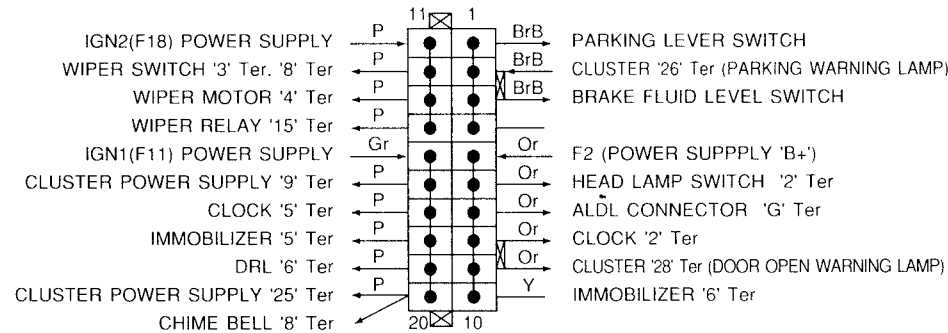 11 1
IGN2(F18) POWER SUPPLY P BrB PARKING LEVER SWITCH
WIPER SWITCH '3' Ter. '8' Ter P BrB CLUSTER '26' Ter (PARKING WARNING LAMP)
WIPER MOTOR '4' Ter P BrB BRAKE FLUID LEVEL SWITCH
WIPER RELAY '15' Ter P
IGN1(F11) POWER SUPPLY Gr Or F2 (POWER SUPPPLY 'B+')
CLUSTER POWER SUPPLY '9' Ter P Or HEAD LAMP SWITCH '2' Ter
CLOCK '5' Ter P Or ALDL CONNECTOR 'G' Ter
IMMOBILIZER '5' Ter P Or CLOCK '2' Ter
DRL '6' Ter P Or CLUSTER '28' Ter (DOOR OPEN WARNING LAMP)
CLUSTER POWER SUPPLY '25' Ter P Y IMMOBILIZER '6' Ter
CHIME BELL '8' Ter 20 10